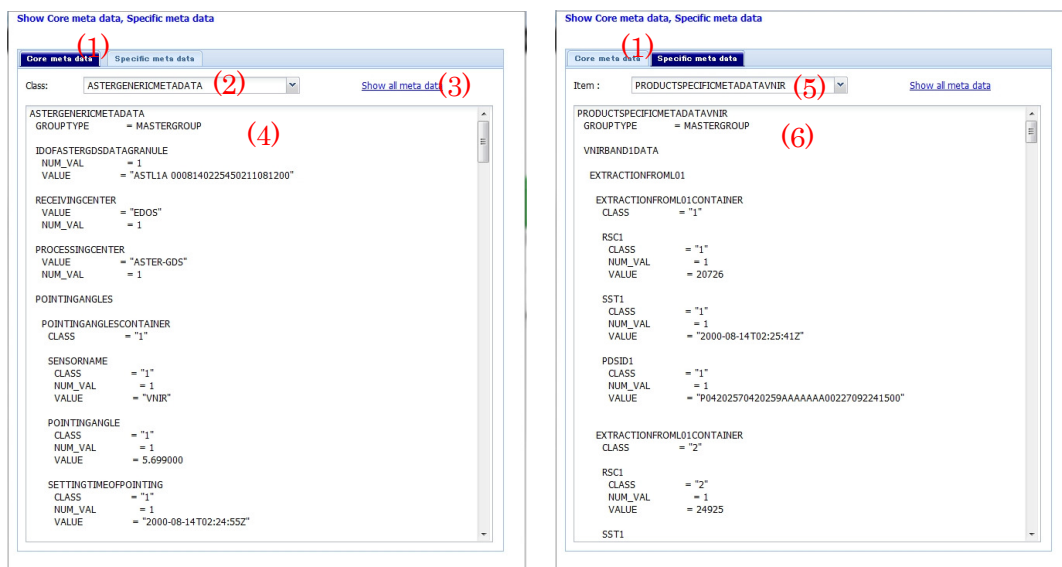 Show Core meta data, Specific meta data
(1)
Core meta data Specific meta data
Class: ASTERGENERICMETADATA (2) Show all meta data (3)
ASTERGENERICMETADATA
(4)
GROUPTYPE = MASTERGROUP
IDOFASTERGDSDATAGRANULE
NUM_VAL = 1
VALUE = "ASTL1A 0008140225450211081200"
RECEIVINGCENTER
VALUE = "EDOS"
NUM_VAL = 1
PROCESSINGCENTER
VALUE = "ASTER-GDS"
NUM_VAL = 1
POINTINGANGLES
POINTINGANGLESCONTAINER
CLASS = "1"
SENSORNAME
CLASS = "1"
NUM_VAL = 1
VALUE = "VNIR"
POINTINGANGLE
CLASS = "1"
NUM_VAL = 1
VALUE = 5.699000
SETTINGTIMEOFPOINTING
CLASS = "1"
NUM_VAL = 1
VALUE = "2000-08-14T02:24:55Z"
Show Core meta data, Specific meta data
(1)
Core meta data Specific meta data
Item : PRODUCTSPECIFICMETADATAVNIR (5) Show all meta data
PRODUCTSPECIFICMETADATAVNIR
(6)
GROUPTYPE = MASTERGROUP
VNIRBAND1DATA
EXTRACTIONFROML01
EXTRACTIONFROML01CONTAINER
CLASS = "1"
RSC1
CLASS = "1"
NUM_VAL = 1
VALUE = 20726
SST1
CLASS = "1"
NUM_VAL = 1
VALUE = "2000-08-14T02:25:41Z"
PDSID1
CLASS = "1"
NUM_VAL = 1
VALUE = "P04202570420259AAAAAAA00227092241500"
EXTRACTIONFROML01CONTAINER
CLASS = "2"
RSC1
CLASS = "2"
NUM_VAL = 1
VALUE = 24925
SST1